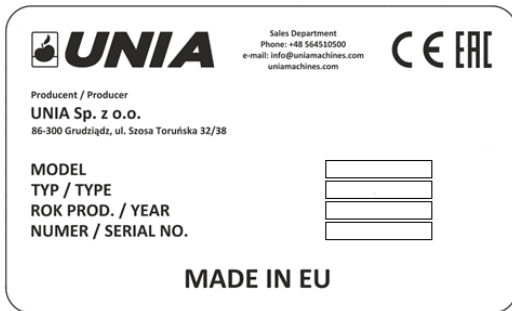 UNIA
Sales Department
Phone: +48 564510500
e-mail: info@uniamachines.com
uniamachines.com
CE EAC
Producent / Producer
UNIA Sp. z o.o.
86-300 Grudziądz, ul. Szosa Toruńska 32/38
MODEL
TYP / TYPE
ROK PROD. / YEAR
NUMER / SERIAL NO.
MADE IN EU